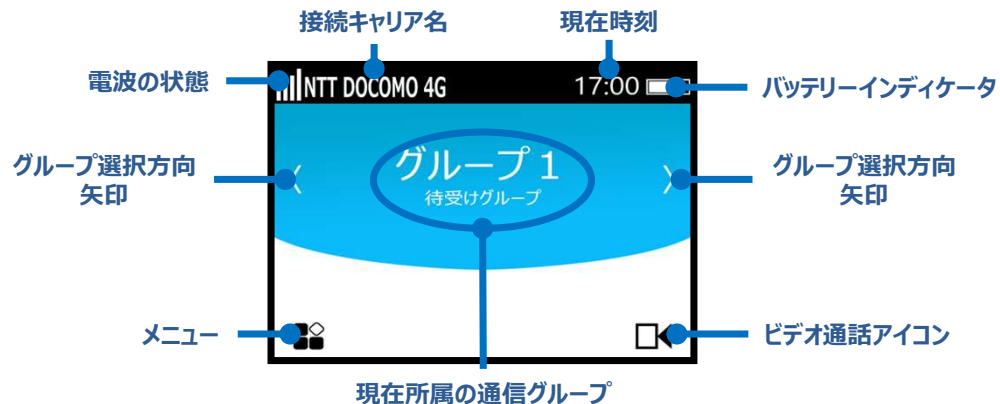 接続キャリア名
現在時刻
電波の状態
NTT DOCOMO 4G
17:00
バッテリーインディケータ
グループ選択方向
矢印
グループ1
待受けグループ
グループ選択方向
矢印
メニュー
ビデオ通話アイコン
現在所属の通信グループ